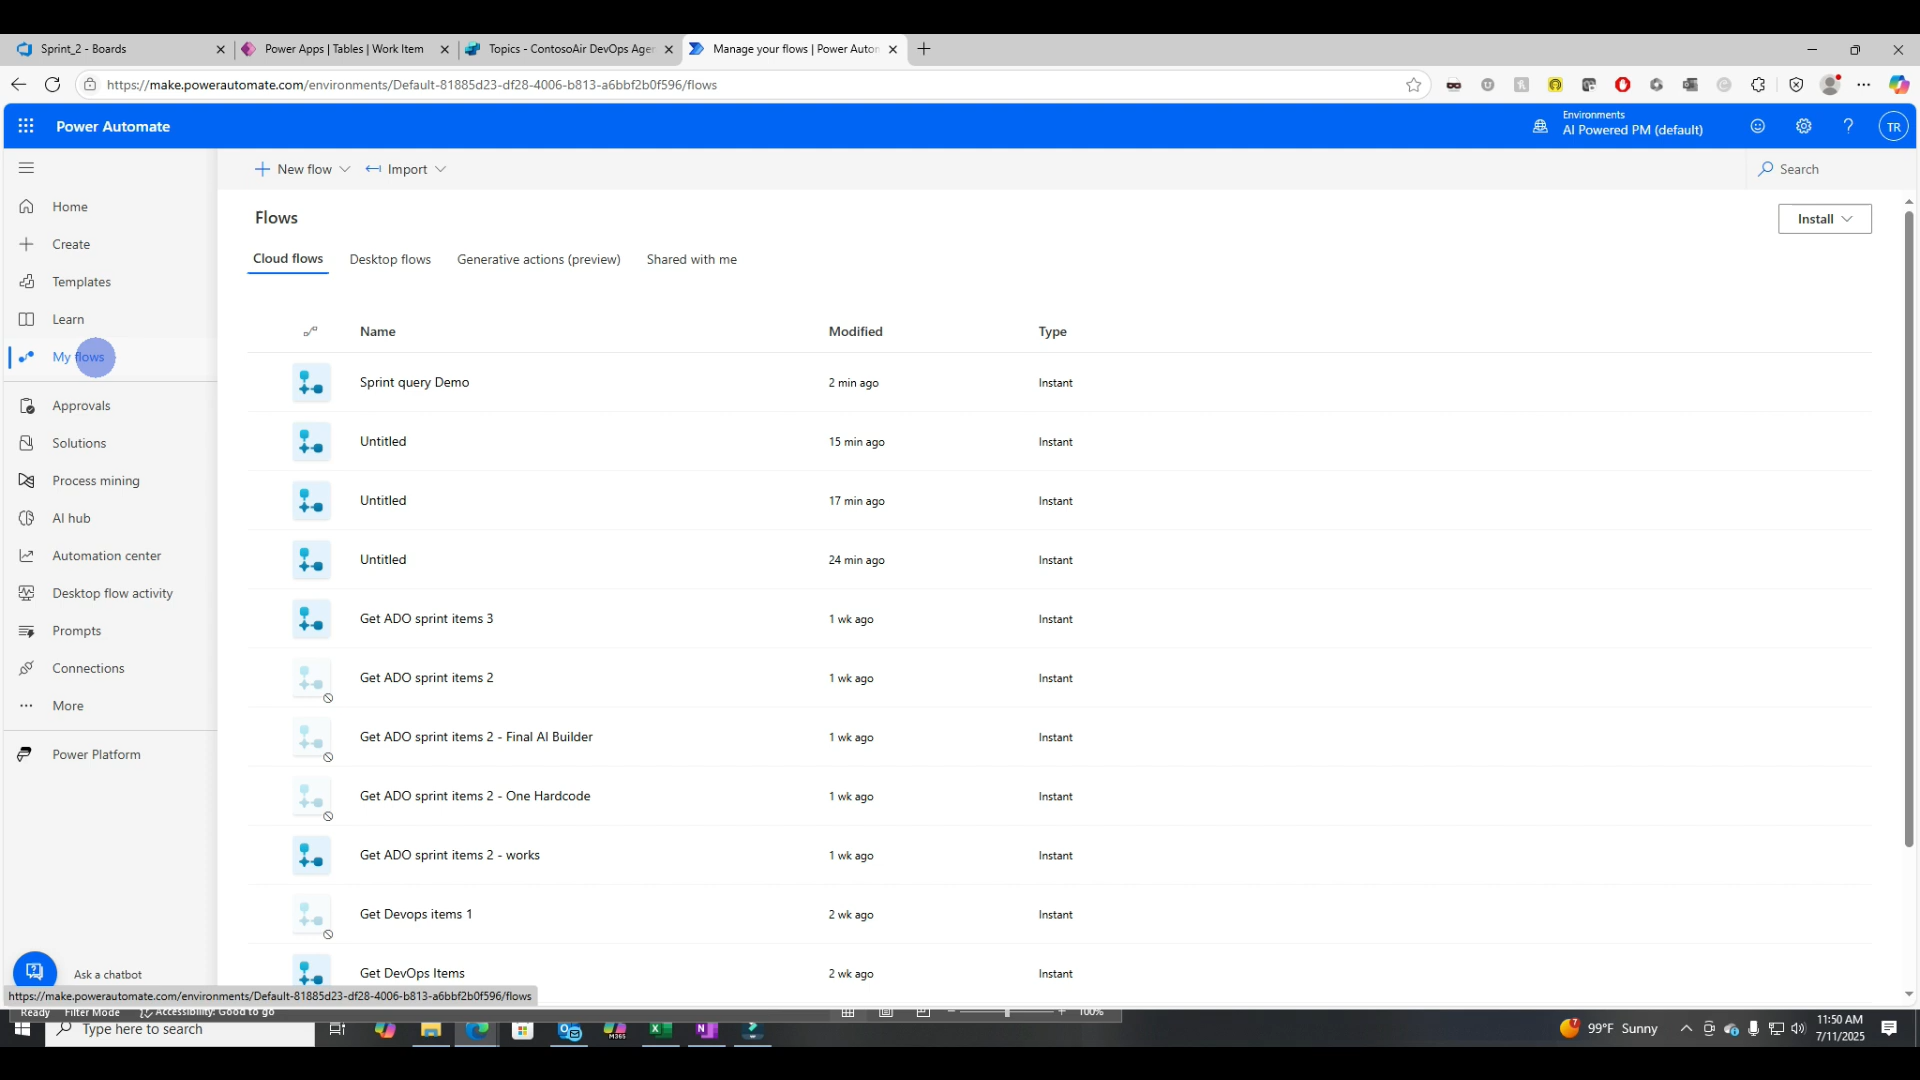 Sprint_2 - Boards
Power Apps | Tables | Work Item
Topics - ContosoAir DevOps Age
Manage your flows | Power Auton
https://make.powerautomate.com/environments/Default-81885d23-df28-4006-b813-a6bbf2b0f596/flows
Power Automate
Environments
AI Powered PM (default)
TR
New flow
Import
Search
Home
Create
Templates
Learn
My flows
Approvals
Solutions
Process mining
AI hub
Automation center
Desktop flow activity
Prompts
Connections
More
Power Platform
Ask a chatbot
Flows
Install
Cloud flows Desktop flows Generative actions (preview) Shared with me
Name Modified Type
Sprint query Demo 2 min ago Instant
Untitled 15 min ago Instant
Untitled 17 min ago Instant
Untitled 24 min ago Instant
Get ADO sprint items 3 1 wk ago Instant
Get ADO sprint items 2 1 wk ago Instant
Get ADO sprint items 2 - Final AI Builder 1 wk ago Instant
Get ADO sprint items 2 - One Hardcode 1 wk ago Instant
Get ADO sprint items 2 - works 1 wk ago Instant
Get Devops items 1 2 wk ago Instant
Get DevOps Items 2 wk ago Instant
https://make.powerautomate.com/environments/Default-81885d23-df28-4006-b813-a6bbf2b0f596/flows
Ready Filter Mode Accessibility: Good to go 100%
Type here to search
M365
99°F Sunny
11:50 AM
7/11/2025